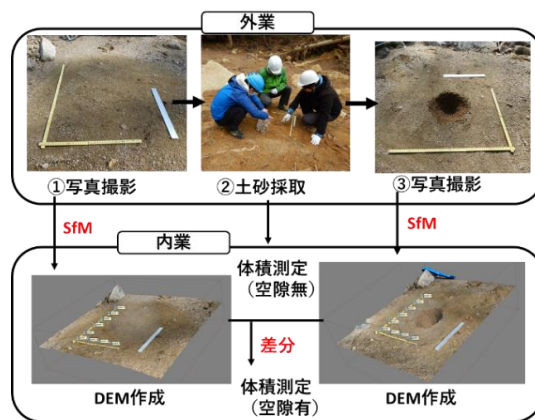 外業
①写真撮影
②土砂採取
③写真撮影
SfM
SfM
内業
体積測定
（空隙無）
差分
体積測定
（空隙有）
DEM作成
DEM作成